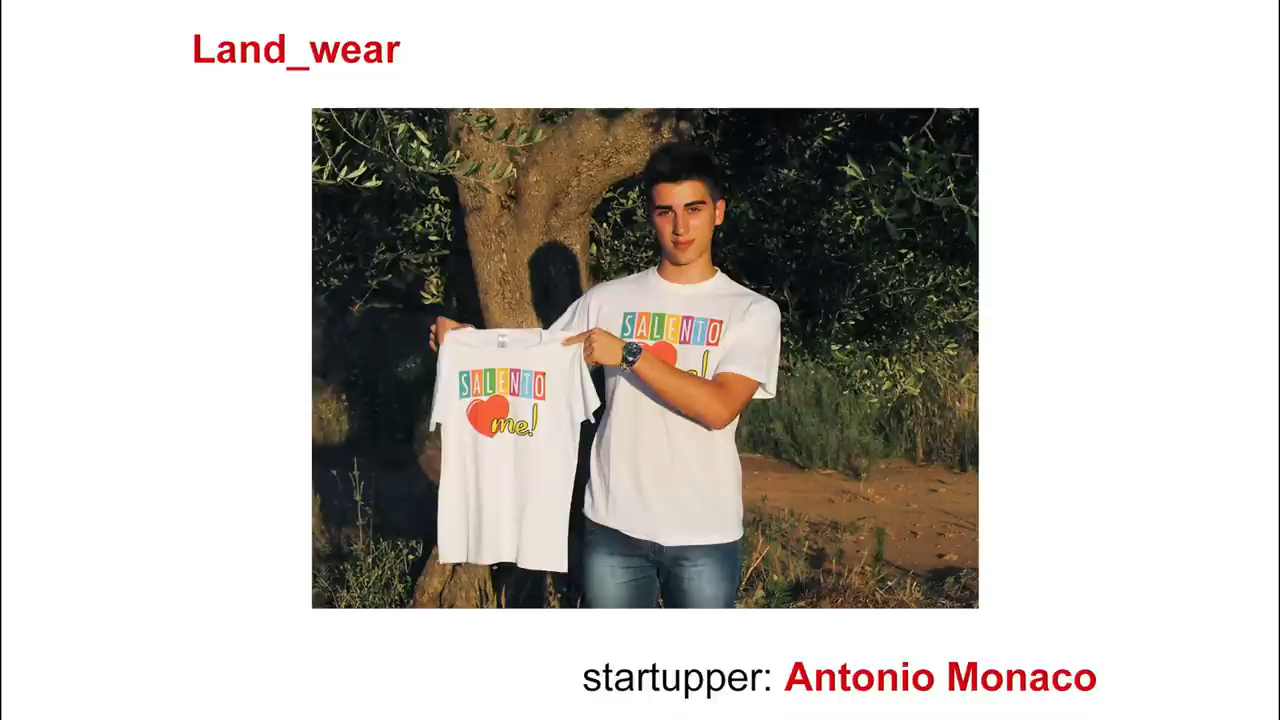 Land_wear
SALENTO
me!
SALENTO
startupper: Antonio Monaco